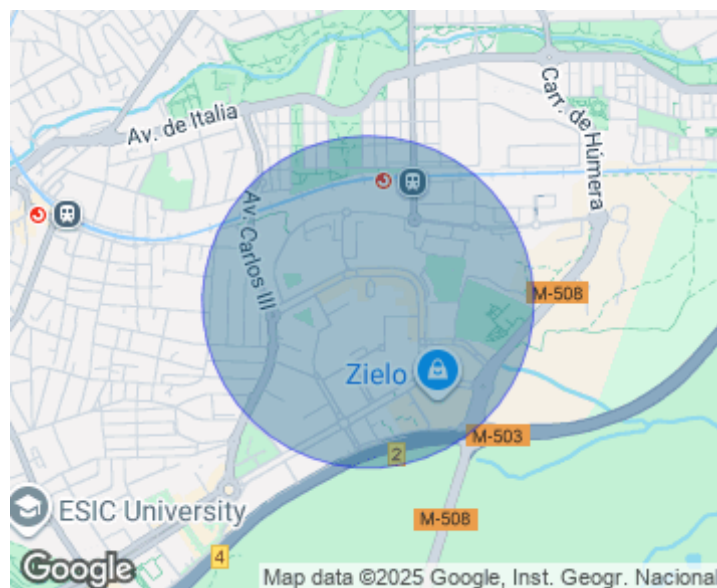 Av. de Italia
Carr. de Húmera
Av. Carlos III
M-508
Zielo
M-503
2
ESIC University
M-508
4
Google
Map data ©2025 Google, Inst. Geogr. Nacional